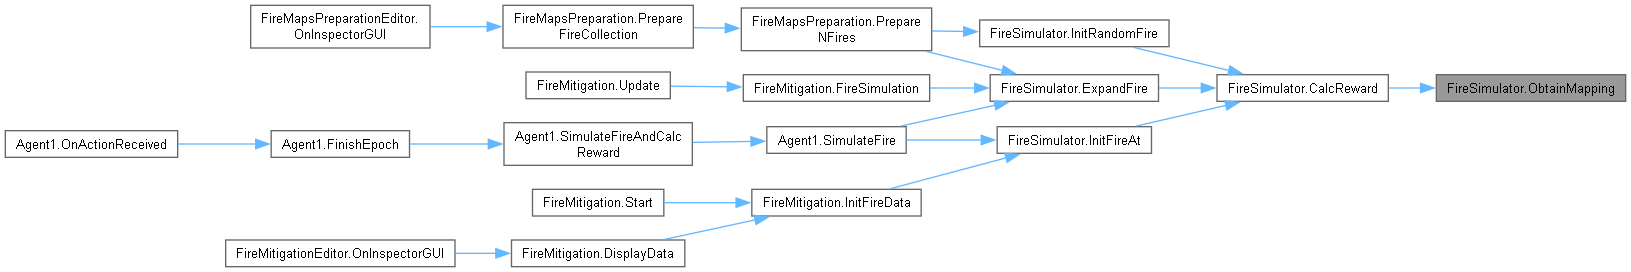 FireMapsPreparationEditor.
OnInspectorGUI
FireMapsPreparation.Prepare
FireCollection
FireMapsPreparation.Prepare
NFires
FireSimulator.InitRandomFire
FireMitigation.Update
FireMitigation.FireSimulation
FireSimulator.ExpandFire
FireSimulator.CalcReward
FireSimulator.ObtainMapping
Agent1.OnActionReceived
Agent1.FinishEpoch
Agent1.SimulateFireAndCalc
Reward
Agent1.SimulateFire
FireSimulator.InitFireAt
FireMitigation.Start
FireMitigation.InitFireData
FireMitigationEditor.OnInspectorGUI
FireMitigation.DisplayData